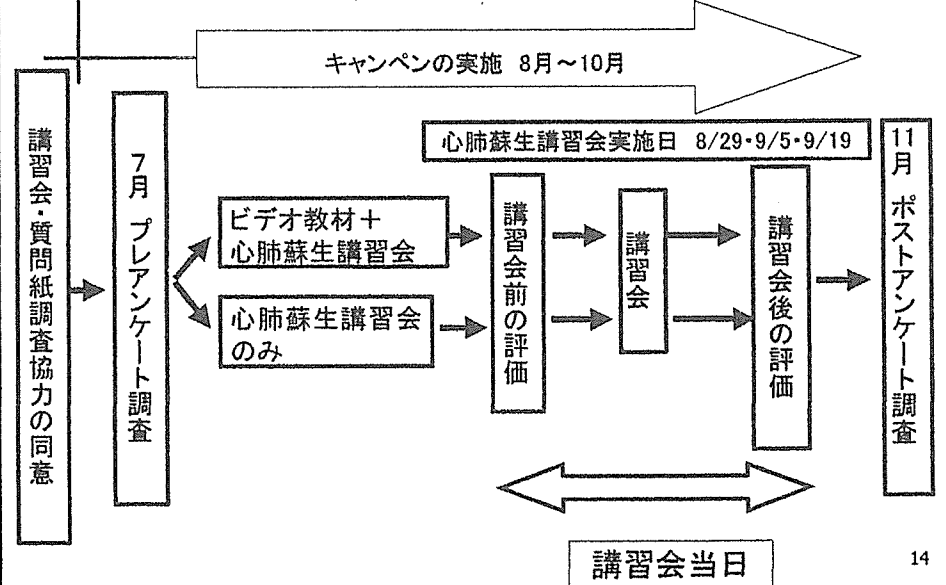 キャンペンの実施 8月～10月
講習会・質問紙調査協力の同意
7月 プレアンケート調査
ビデオ教材＋
心肺蘇生講習会
心肺蘇生講習会
のみ
心肺蘇生講習会実施日 8/29・9/5・9/19
講習会前の評価
講習会
講習会後の評価
11月 ポストアンケート調査
講習会当日
14